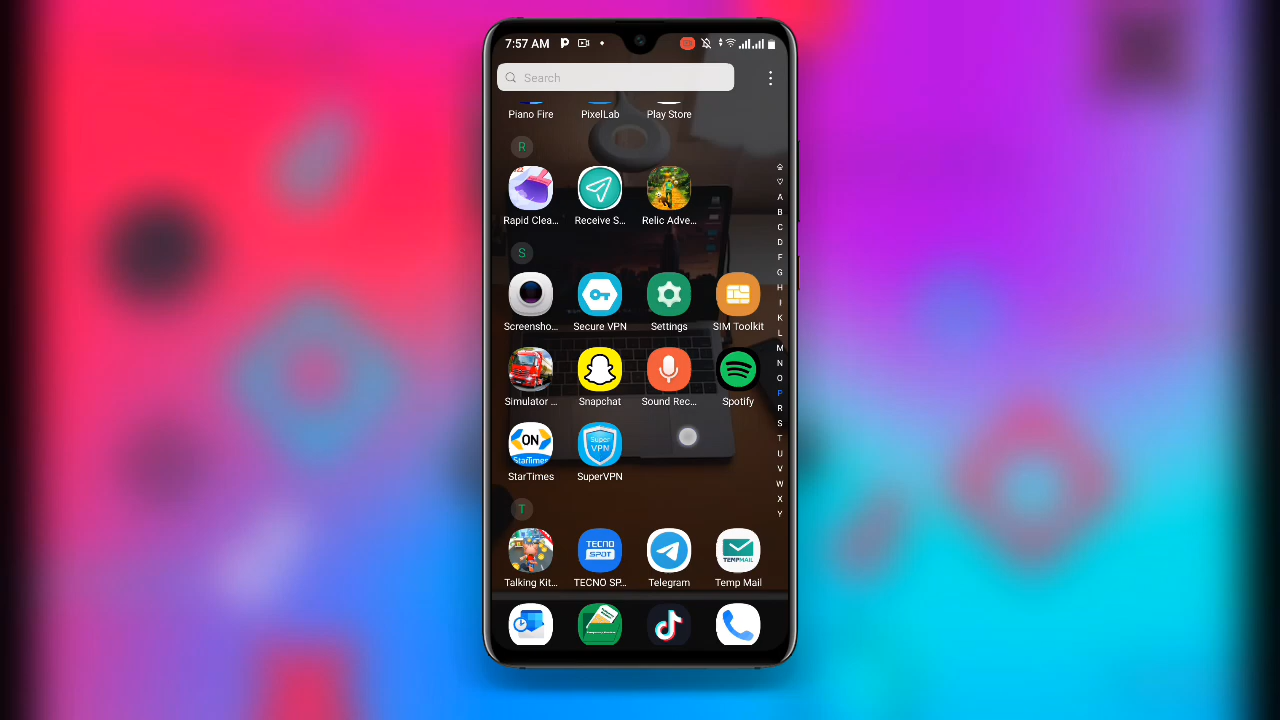 7:57 AM
Search
Piano Fire PixelLab Play Store
R
Rapid Clea... Receive S... Relic Adve...
S
Screensho... Secure VPN Settings SIM Toolkit
Simulator ... Snapchat Sound Rec... Spotify
ON
StarTimes
Super
VPN
StarTimes SuperVPN
T
TECNO
SPOT
TEMPMAIL
Talking Kit... TECNO SP... Telegram Temp Mail
A
B
C
D
F
G
H
I
K
L
M
N
O
P
R
S
T
U
V
W
X
Y